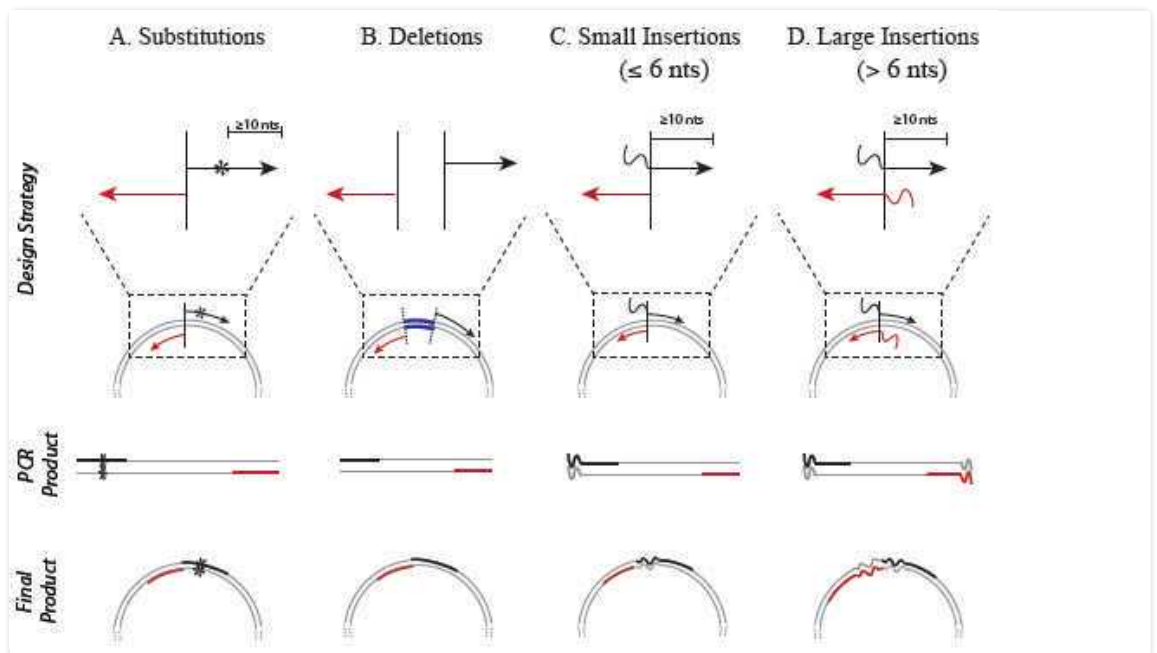 A. Substitutions
B. Deletions
C. Small Insertions
(≤ 6 nts)
D. Large Insertions
(> 6 nts)
Design Strategy
≥10 nts
≥10 nts
≥10 nts
PCR
Product
Final
Product